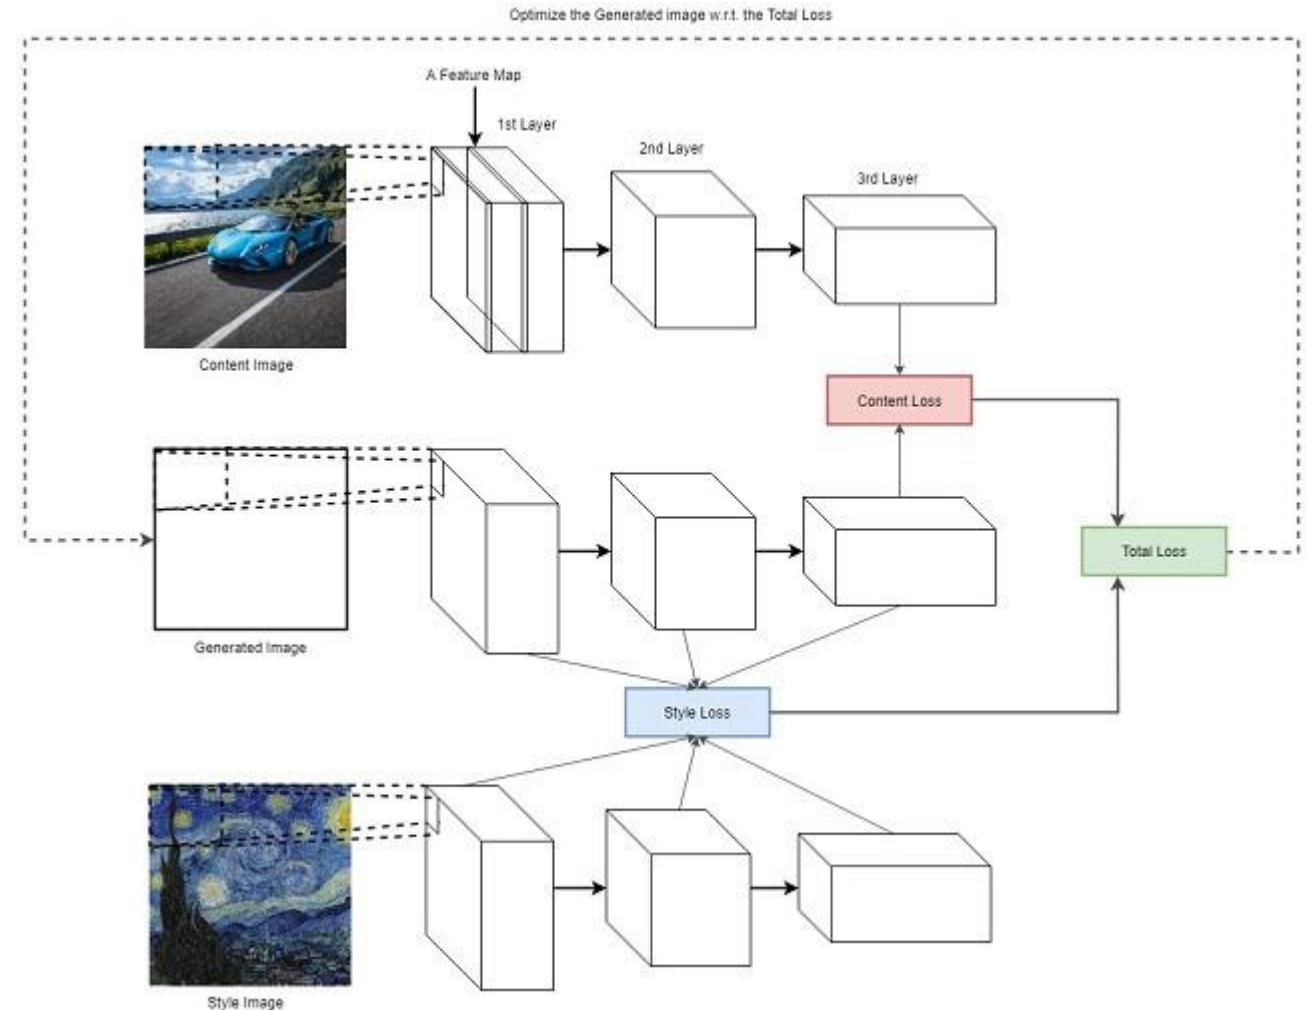 Optimize the Generated image w.r.t. the Total Loss
A Feature Map
1st Layer
2nd Layer
3rd Layer
Content Image
Content Loss
Total Loss
Generated Image
Style Loss
Style Image